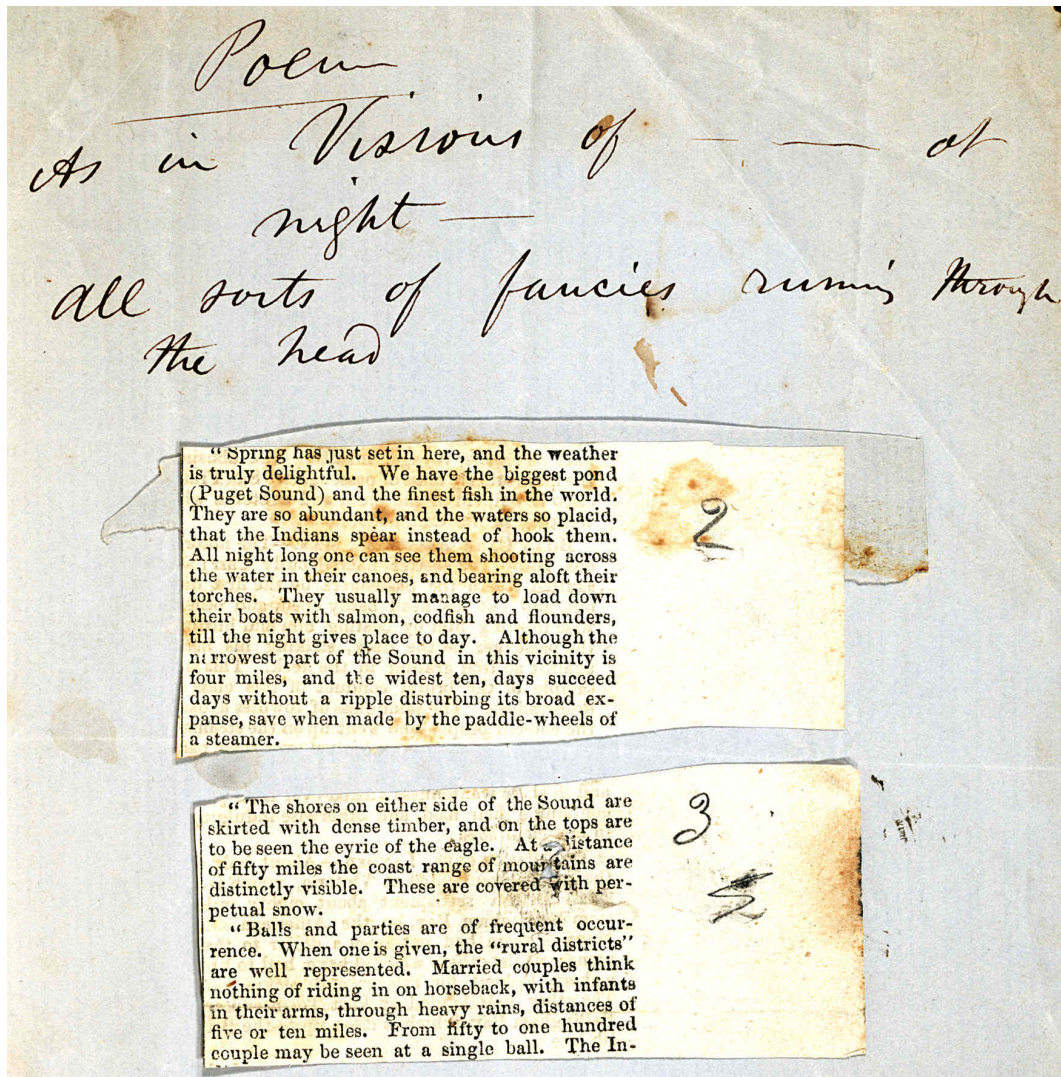 Poem
As in Visions of — — at
night —
All sorts of fancies running through
the head
"Spring has just set in here, and the weather
is truly delightful. We have the biggest pond
(Puget Sound) and the finest fish in the world.
They are so abundant, and the waters so placid,
that the Indians spear instead of hook them.
All night long one can see them shooting across
the water in their canoes, and bearing aloft their
torches. They usually manage to load down
their boats with salmon, codfish and flounders,
till the night gives place to day. Although the
narrowest part of the Sound in this vicinity is
four miles, and the widest ten, days succeed
days without a ripple disturbing its broad ex-
panse, save when made by the paddle-wheels of
a steamer.
2
"The shores on either side of the Sound are
skirted with dense timber, and on the tops are
to be seen the eyrie of the eagle. At a distance
of fifty miles the coast range of mountains are
distinctly visible. These are covered with per-
petual snow.
"Balls and parties are of frequent occur-
rence. When one is given, the "rural districts"
are well represented. Married couples think
nothing of riding in on horseback, with infants
in their arms, through heavy rains, distances of
five or ten miles. From fifty to one hundred
couple may be seen at a single ball. The In-
3